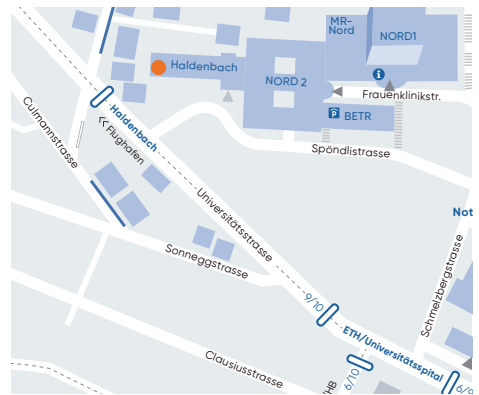 MR-
Nord
NORD1
Haldenbach
NORD 2
i
Frauenklinikstr.
P
BETR
Culmannstrasse
Haldenbach
Flughafen
Spöndlistrasse
Universitätsstrasse
Not
Sonneggstrasse
Schmelzbergstrasse
9/10
ETH/Universitätsspital
Clausiusstrasse
6/10
/HB
6/9